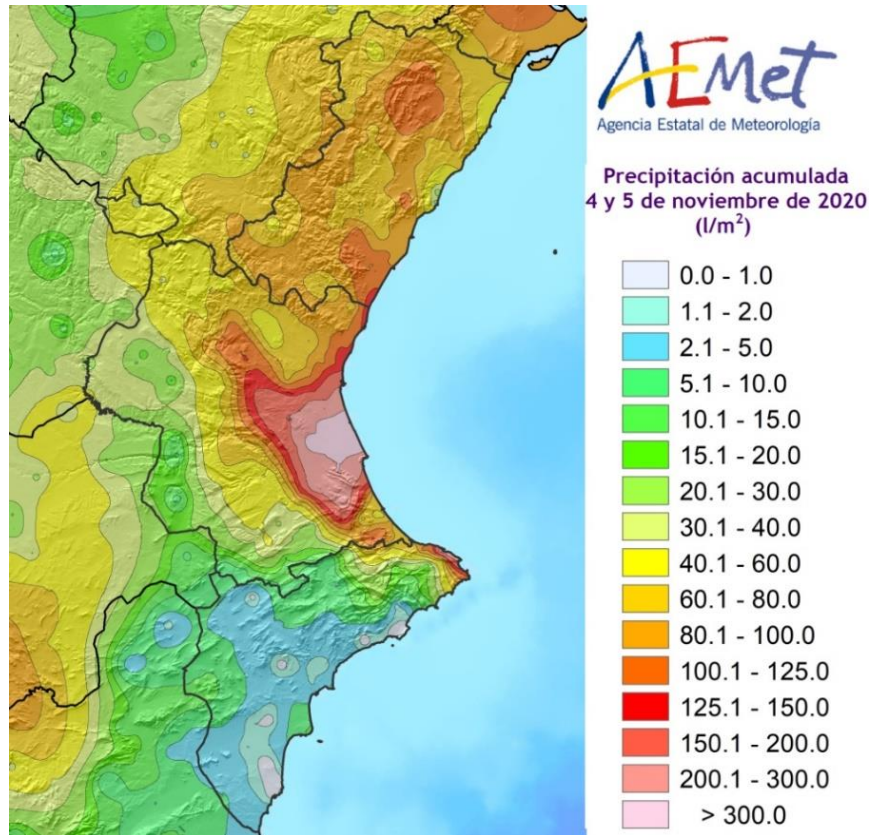 AEMet
Agencia Estatal de Meteorología
Precipitación acumulada
4 y 5 de noviembre de 2020
(l/m²)
0.0 - 1.0
1.1 - 2.0
2.1 - 5.0
5.1 - 10.0
10.1 - 15.0
15.1 - 20.0
20.1 - 30.0
30.1 - 40.0
40.1 - 60.0
60.1 - 80.0
80.1 - 100.0
100.1 - 125.0
125.1 - 150.0
150.1 - 200.0
200.1 - 300.0
> 300.0